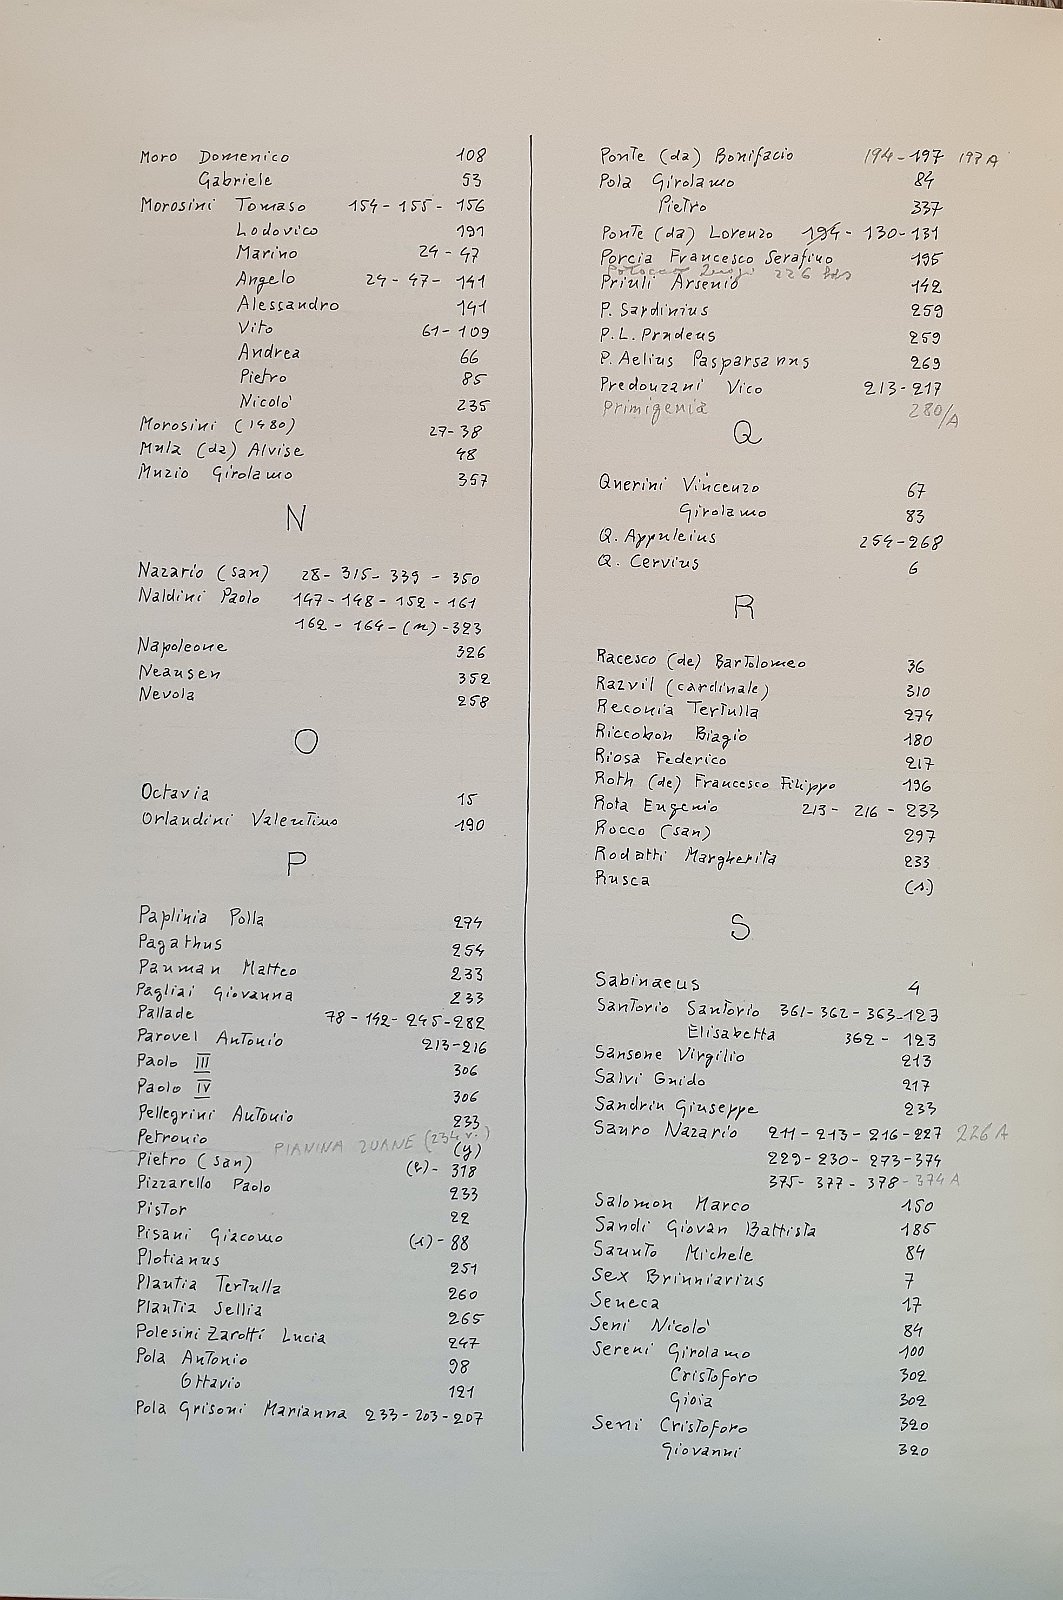 Moro Domenico 108
Gabriele 53
Morosini Tomaso 154-155-156
Lodovico 191
Marino 24-47
Angelo 24-47-141
Alessandro 141
Vito 61-109
Andrea 66
Pietro 85
Nicolo' 235
Morosini (1480) 27-38
Mula (da) Alvise 48
Muzio Girolamo 357
N
Nazario (san) 28-315-339-350
Naldini Paolo 147-148-152-161
162-164-(m)-323
Napoleone 326
Neausen 352
Nevola 258
O
Octavia 15
Orlandini Valentino 190
P
Paplinia Polla 274
Pagathus 254
Pauman Matteo 233
Pagliai Giovanna 233
Pallade 78-142-245-282
Parovel Antonio 213-216
Paolo III 306
Paolo IV 306
Pellegrini Antonio 233
Petronio (y)
PIANINA ZUANE (234 v.)
Pietro (san) 318
Pizzarello Paolo 233
Pistor 22
Pisani Giacomo 88
Plotianus 251
Plautia Tertulla 260
Plantia Sellia 265
Polesini Zarotti Lucia 247
Pola Antonio 98
Ottavio 121
Pola Grisoni Marianna 233-203-207
Ponte (da) Bonifacio 194-197 197A
Pola Girolamo 84
Pietro 337
Ponte (da) Lorenzo 194-130-131
Porcia Francesco Serafino 195
226 bis
Priuli Arsenio 142
P. Sardinius 259
P.L. Prudeus 259
P. Aelius Pasparsanus 269
Predonzani Vico 213-217
Primigenia 280/A
Q
Querini Vincenzo 67
Girolamo 83
Q. Appuleius 254-268
Q. Cervius 6
R
Racesco (de) Bartolomeo 36
Razvil (cardinale) 310
Reconia Tertulla 274
Riccobon Biagio 180
Riosa Federico 217
Roth (de) Francesco Filippo 196
Rota Eugenio 213-216-233
Rocco (san) 297
Rodatti Margherita 233
Rusca (s.)
S
Sabinaeus 4
Santorio Santorio 361-362-363-127
Elisabetta 362-123
Sansone Virgilio 213
Salvi Guido 217
Sandrin Giuseppe 233
Sauro Nazario 211-213-216-227 226A
229-230-273-374
375-377-378-374A
Salomon Marco 150
Sandi Giovan Battista 185
Sanuto Michele 84
Sex Brinniarius 7
Seneca 17
Seni Nicolo' 84
Sereni Girolamo 100
Cristoforo 302
Gioia 302
Serri Cristoforo 320
Giovanni 320